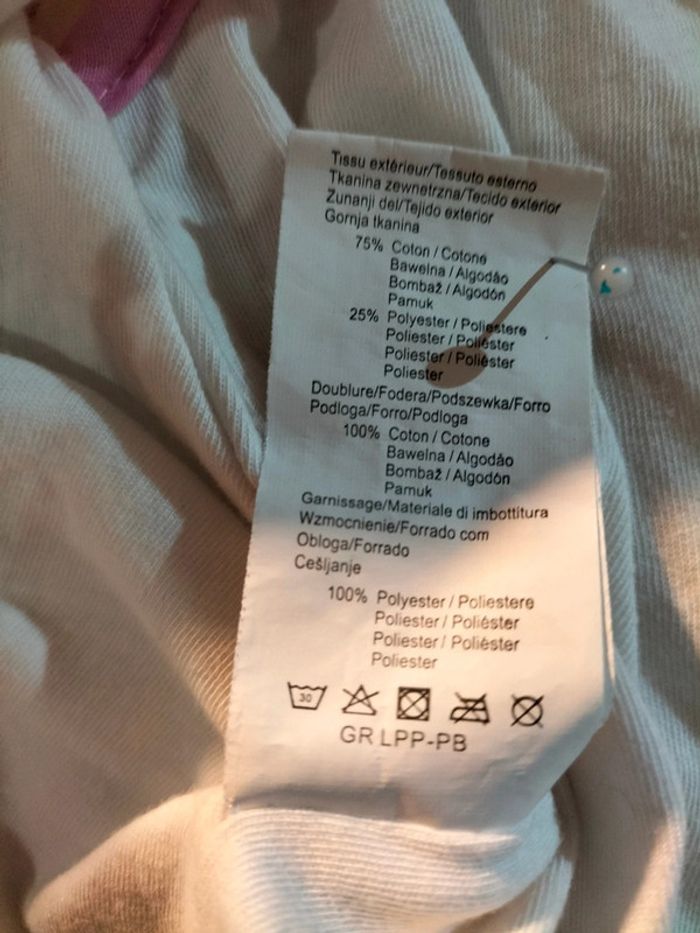 Tissu extérieur/Tessuto esterno
Tkanina zewnetrzna/Tecido exterior
Zunanji del/Tejido exterior
Gornja tkanina
75% Coton / Cotone
Bawelna / Algodão
Bombaž / Algodón
Pamuk
25% Polyester / Poliestere
Poliester / Poliéster
Poliester / Poliéster
Poliester
Doublure/Fodera/Podszewka/Forro
Podloga/Forro/Podloga
100% Coton / Cotone
Bawelna / Algodão
Bombaž / Algodón
Pamuk
Garnissage/Materiale di imbottitura
Wzmocnienie/Forrado com
Obloga/Forrado
Cešljanje
100% Polyester / Poliestere
Poliester / Poliéster
Poliester / Poliéster
Poliester
30
GR LPP-PB